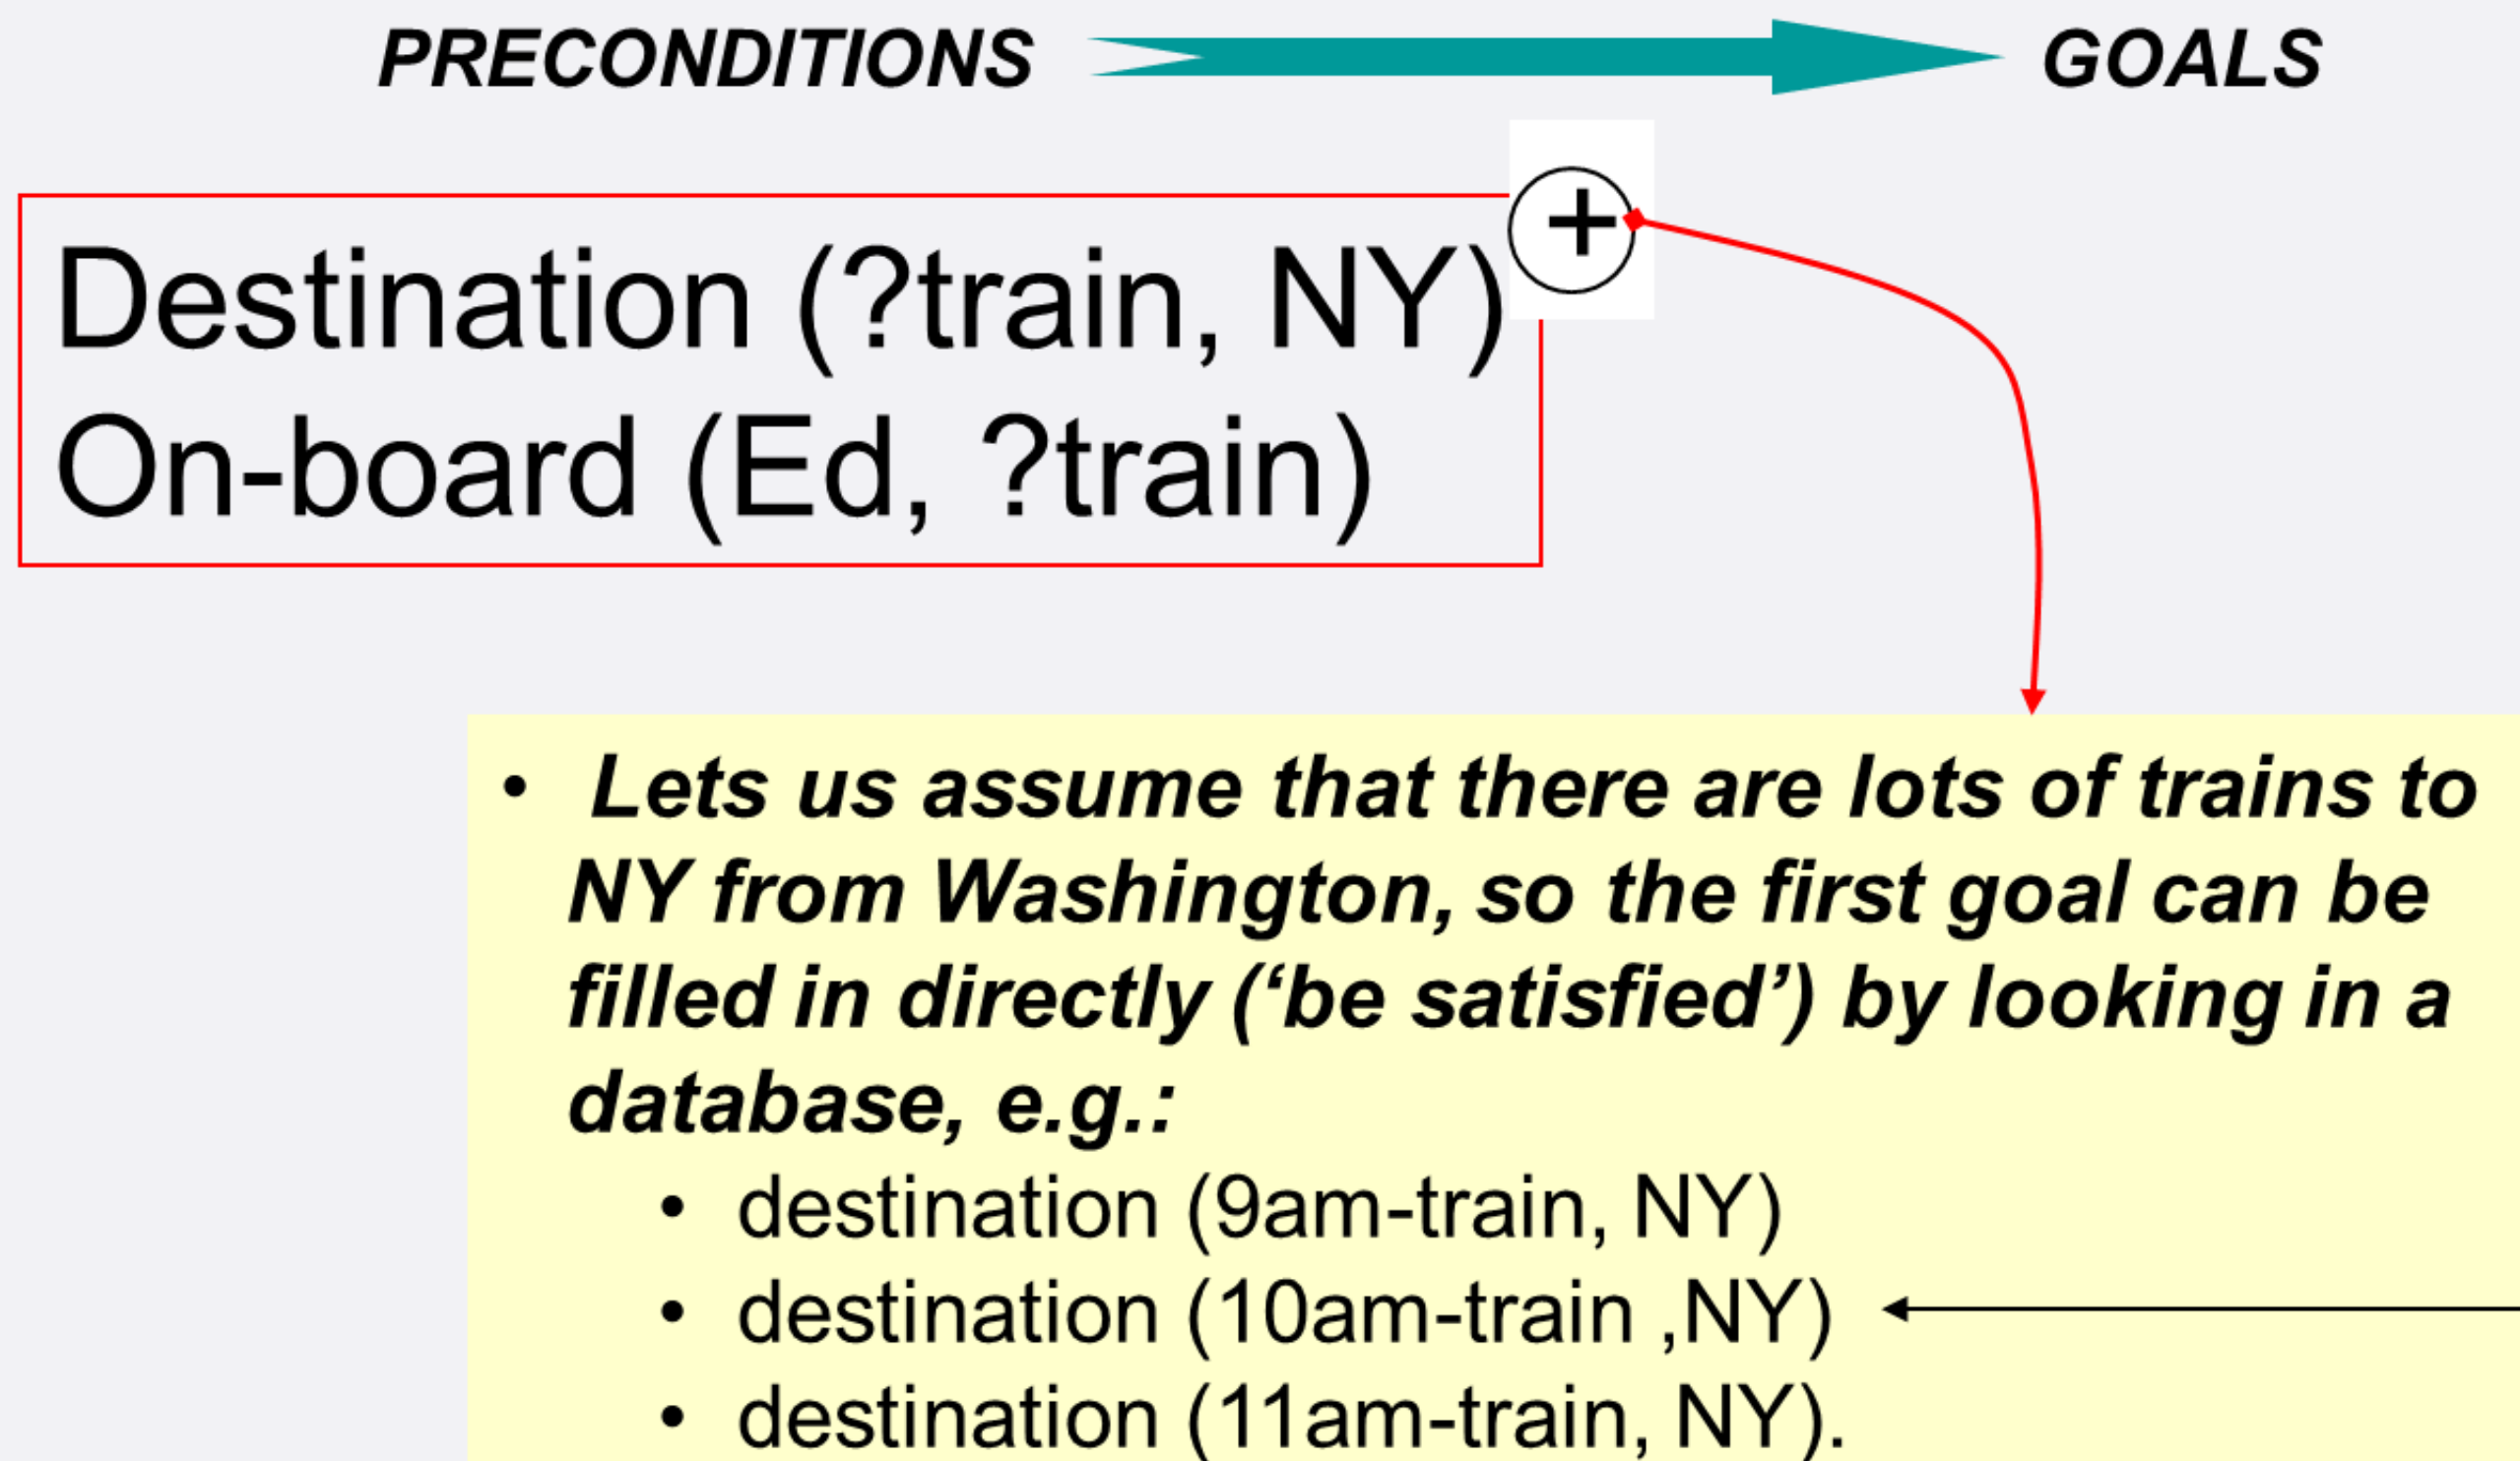 PRECONDITIONS GOALS
+
Destination (?train, NY)
On-board (Ed, ?train)
• Lets us assume that there are lots of trains to
NY from Washington, so the first goal can be
filled in directly (‘be satisfied’) by looking in a
database, e.g.:
• destination (9am-train, NY)
• destination (10am-train ,NY)
• destination (11am-train, NY).